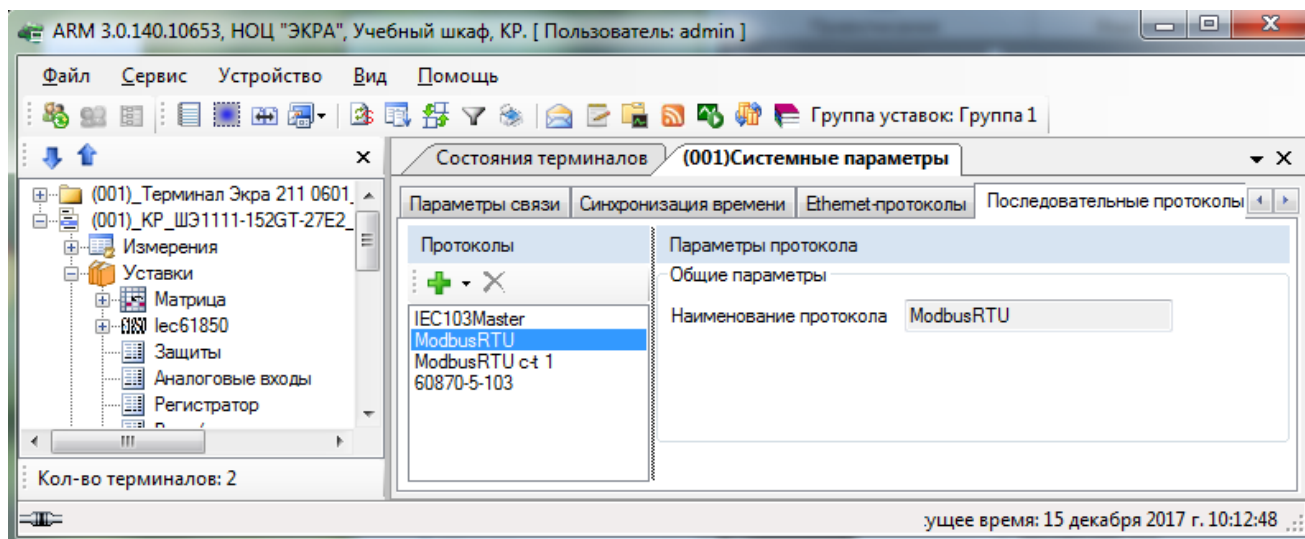 ARM 3.0.140.10653, НОЦ "ЭКРА", Учебный шкаф, КР. [ Пользователь: admin ]
Файл Сервис Устройство Вид Помощь
Группа уставок: Группа 1
Состояния терминалов (001)Системные параметры
(001)_Терминал Экра 211 0601_
(001)_КР_ШЭ1111-152GT-27E2_
Измерения
Уставки
Матрица
Iec61850
Защиты
Аналоговые входы
Регистратор
Кол-во терминалов: 2
Параметры связи Синхронизация времени Ethernet-протоколы Последовательные протоколы
Протоколы
IEC103Master
ModbusRTU
ModbusRTU c-t 1
60870-5-103
Параметры протокола
Общие параметры
Наименование протокола ModbusRTU
ущее время: 15 декабря 2017 г. 10:12:48